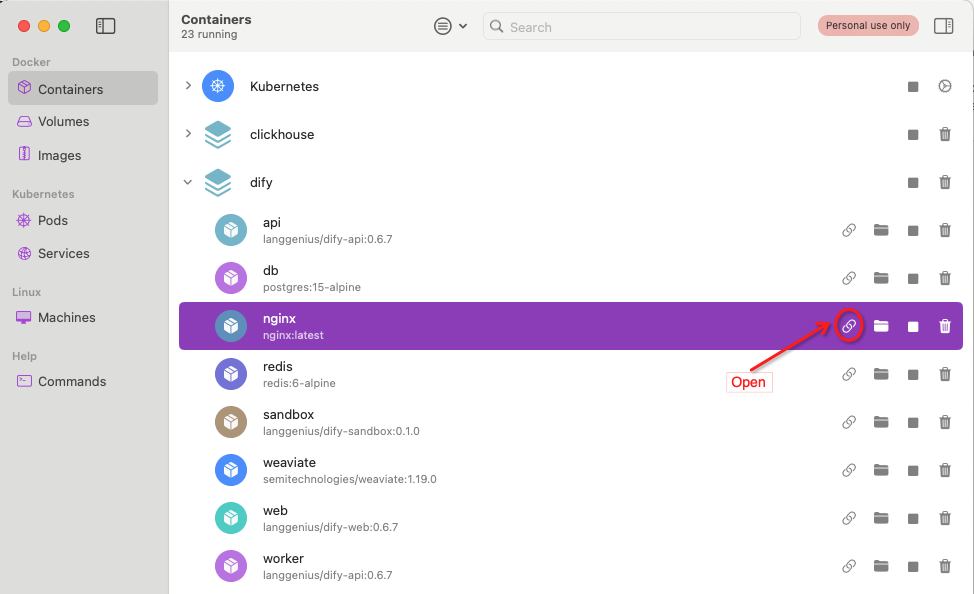 Containers
23 running
Search
Personal use only
Docker
Containers
Volumes
Images
Kubernetes
Pods
Services
Linux
Machines
Help
Commands
Kubernetes
clickhouse
dify
api
langgenius/dify-api:0.6.7
db
postgres:15-alpine
nginx
nginx:latest
Open
redis
redis:6-alpine
sandbox
langgenius/dify-sandbox:0.1.0
weaviate
semitechnologies/weaviate:1.19.0
web
langgenius/dify-web:0.6.7
worker
langgenius/dify-api:0.6.7